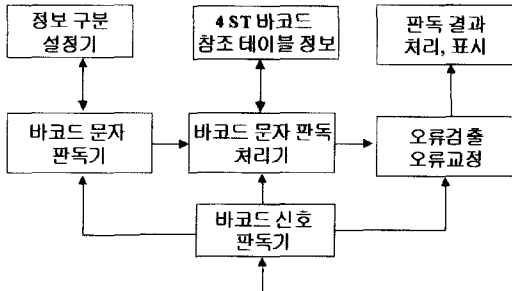 정보 구분
설정기
4 ST 바코드
참조 테이블 정보
판독 결과
처리, 표시
바코드 문자
판독기
바코드 문자 판독
처리기
오류검출
오류교정
바코드 신호
판독기